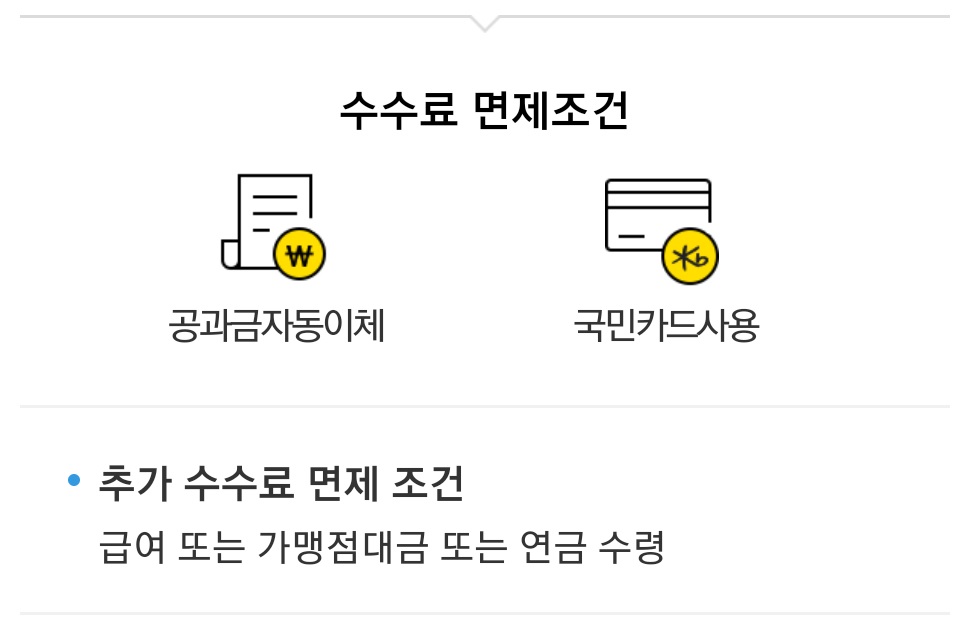 수수료 면제조건
₩
Kb
공과금자동이체
국민카드사용
추가 수수료 면제 조건
급여 또는 가맹점대금 또는 연금 수령